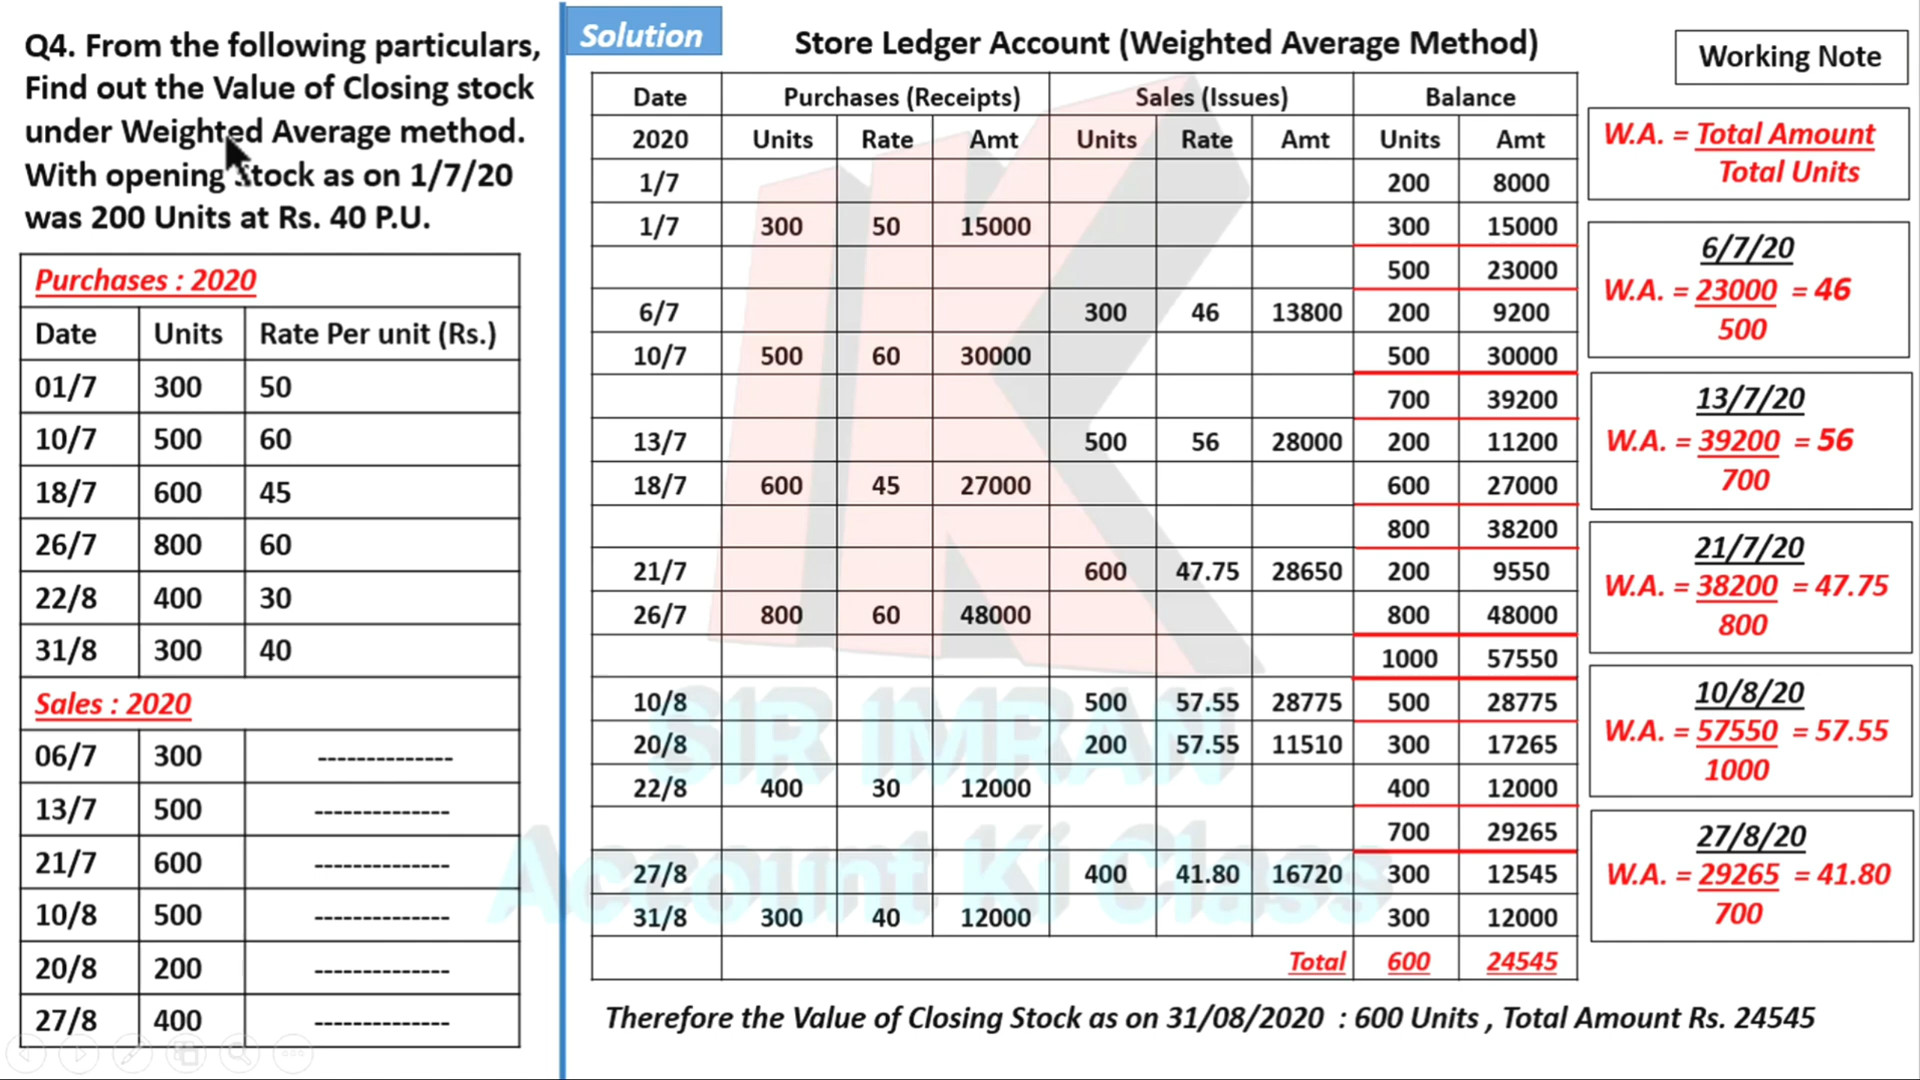 Q4. From the following particulars,
Find out the Value of Closing stock
under Weighted Average method.
With opening Stock as on 1/7/20
was 200 Units at Rs. 40 P.U.
Purchases : 2020
Date Units Rate Per unit (Rs.)
01/7 300 50
10/7 500 60
18/7 600 45
26/7 800 60
22/8 400 30
31/8 300 40
Sales : 2020
06/7 300 --------------
13/7 500 --------------
21/7 600 --------------
10/8 500 --------------
20/8 200 --------------
27/8 400 --------------
Solution
Store Ledger Account (Weighted Average Method)
Date Purchases (Receipts) Sales (Issues) Balance
2020 Units Rate Amt Units Rate Amt Units Amt
1/7 200 8000
1/7 300 50 15000 300 15000
500 23000
6/7 300 46 13800 200 9200
10/7 500 60 30000 500 30000
700 39200
13/7 500 56 28000 200 11200
18/7 600 45 27000 600 27000
800 38200
21/7 600 47.75 28650 200 9550
26/7 800 60 48000 800 48000
1000 57550
10/8 500 57.55 28775 500 28775
20/8 200 57.55 11510 300 17265
22/8 400 30 12000 400 12000
700 29265
27/8 400 41.80 16720 300 12545
31/8 300 40 12000 300 12000
Total 600 24545
Therefore the Value of Closing Stock as on 31/08/2020 : 600 Units , Total Amount Rs. 24545
Working Note
W.A. = Total Amount
Total Units
6/7/20
W.A. = 23000 = 46
500
13/7/20
W.A. = 39200 = 56
700
21/7/20
W.A. = 38200 = 47.75
800
10/8/20
W.A. = 57550 = 57.55
1000
27/8/20
W.A. = 29265 = 41.80
700
SIR IMRAN
Account Ki Class